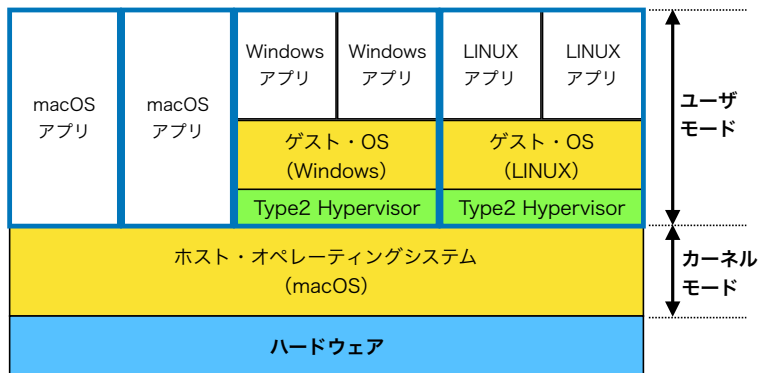 macOS
アプリ
macOS
アプリ
Windows
アプリ
Windows
アプリ
LINUX
アプリ
LINUX
アプリ
ゲスト・OS
(Windows)
ゲスト・OS
(LINUX)
Type2 Hypervisor
Type2 Hypervisor
ユーザ
モード
ホスト・オペレーティングシステム
(macOS)
カーネル
モード
ハードウェア